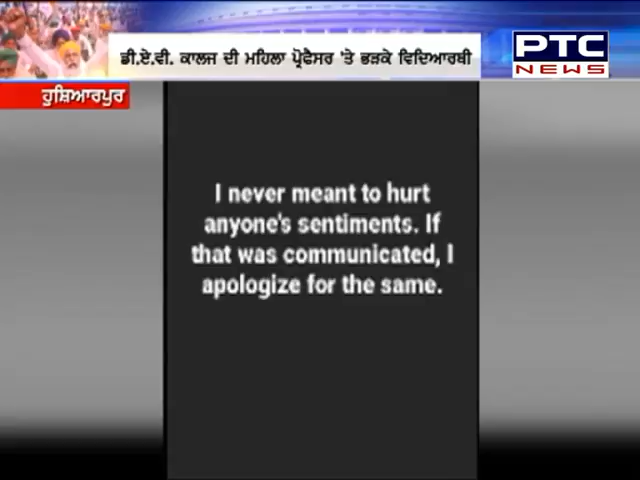 ਡੀ.ਏ.ਵੀ. ਕਾਲਜ ਦੀ ਮਹਿਲਾ ਪ੍ਰੋਫੈਸਰ 'ਤੇ ਭੜਕੇ ਵਿਦਿਆਰਥੀ
PTC
NEWS
ਹੁਸ਼ਿਆਰਪੁਰ
I never meant to hurt
anyone's sentiments. If
that was communicated, I
apologize for the same.